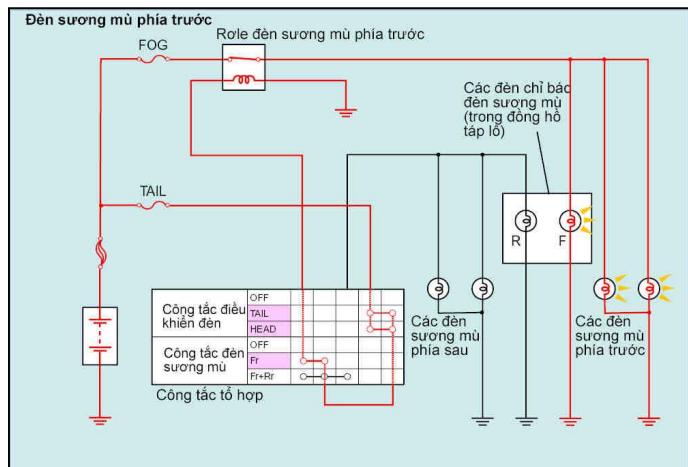 Đèn sương mù phía trước
FOG
Rơle đèn sương mù phía trước
Các đèn chỉ bác
đèn sượng mù
(trong đồng hồ
táp lô)
TAIL
R
F
Công tắc điều
khiển đèn
OFF
TAIL
HEAD
Công tắc đèn
sương mù
OFF
Fr
Fr+Rr
Công tắc tổ hợp
Các đèn
sương mù
phía sau
Các đèn
sương mù
phía trước